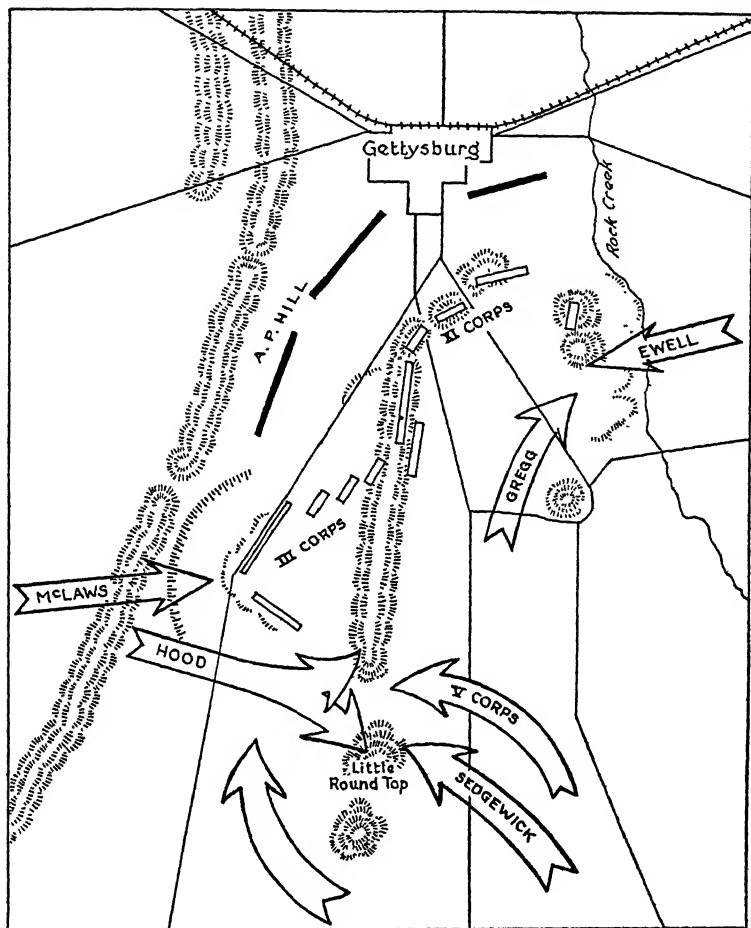 Gettysburg
Rock Creek
A. P. HILL
XI CORPS
EWELL
GREGG
III CORPS
McLAWS
HOOD
V CORPS
Little
Round Top
SEDGEWICK